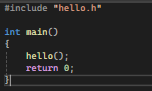 #include "hello.h"
int main()
{
    hello();
    return 0;
}